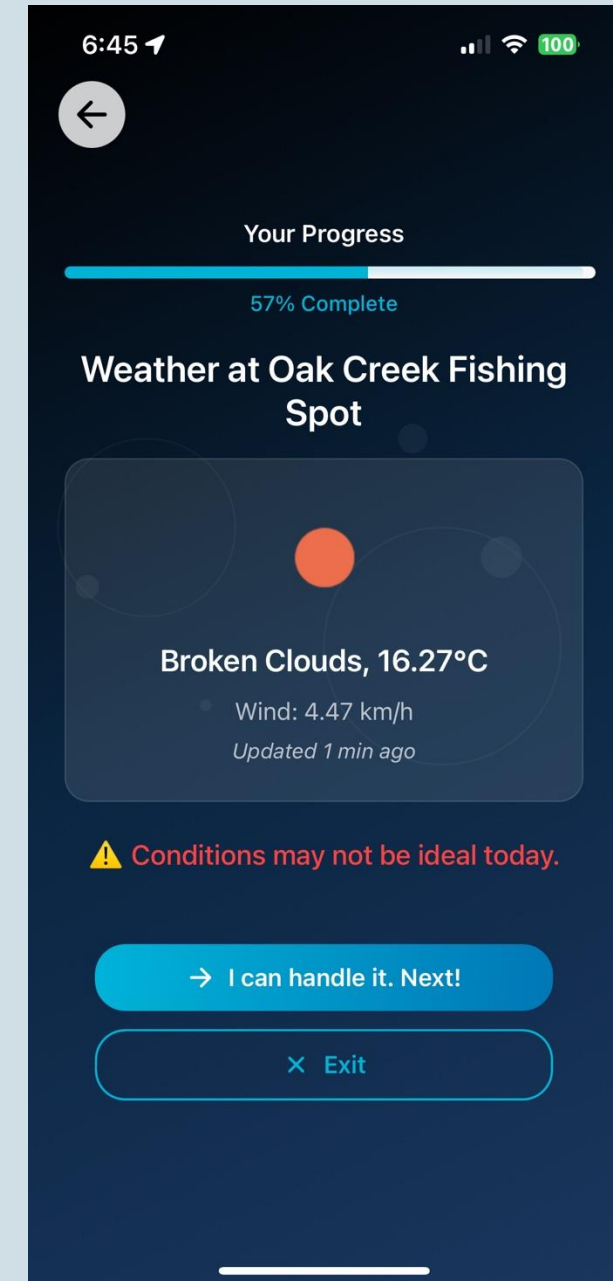 6:45
100
Your Progress
57% Complete
Weather at Oak Creek Fishing
Spot
Broken Clouds, 16.27°C
Wind: 4.47 km/h
Updated 1 min ago
⚠️ Conditions may not be ideal today.
→ I can handle it. Next!
× Exit